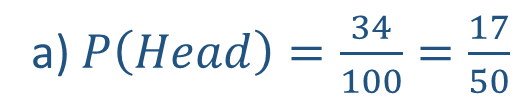 a) P(Head) = 34/100 = 17/50